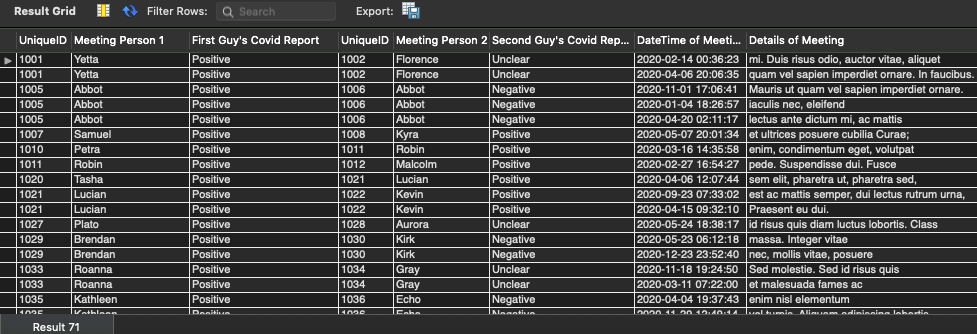 Result Grid Filter Rows: Search Export:
UniqueID Meeting Person 1 First Guy's Covid Report UniqueID Meeting Person 2 Second Guy's Covid Rep... DateTime of Meeti... Details of Meeting
1001 Yetta Positive 1002 Florence Unclear 2020-02-14 00:36:23 mi. Duis risus odio, auctor vitae, aliquet
1001 Yetta Positive 1002 Florence Unclear 2020-04-06 20:06:35 quam vel sapien imperdiet ornare. In faucibus.
1005 Abbot Positive 1006 Abbot Negative 2020-11-01 17:06:41 Mauris ut quam vel sapien imperdiet ornare.
1005 Abbot Positive 1006 Abbot Negative 2020-01-04 18:26:57 iaculis nec, eleifend
1005 Abbot Positive 1006 Abbot Negative 2020-04-20 02:11:17 lectus ante dictum mi, ac mattis
1007 Samuel Positive 1008 Kyra Positive 2020-05-07 20:01:34 et ultrices posuere cubilia Curae;
1010 Petra Positive 1011 Robin Positive 2020-03-16 14:35:58 enim, condimentum eget, volutpat
1011 Robin Positive 1012 Malcolm Positive 2020-02-27 16:54:27 pede. Suspendisse dui. Fusce
1020 Tasha Positive 1021 Lucian Positive 2020-04-06 12:07:44 sem elit, pharetra ut, pharetra sed,
1021 Lucian Positive 1022 Kevin Positive 2020-09-23 07:33:02 est ac mattis semper, dui lectus rutrum urna,
1021 Lucian Positive 1022 Kevin Positive 2020-04-15 09:32:10 Praesent eu dui.
1027 Plato Positive 1028 Aurora Unclear 2020-05-24 18:38:17 id risus quis diam luctus lobortis. Class
1029 Brendan Positive 1030 Kirk Negative 2020-05-23 06:12:18 massa. Integer vitae
1029 Brendan Positive 1030 Kirk Negative 2020-12-23 23:52:40 nec, mollis vitae, posuere
1033 Roanna Positive 1034 Gray Unclear 2020-11-18 19:24:50 Sed molestie. Sed id risus quis
1033 Roanna Positive 1034 Gray Unclear 2020-03-11 07:22:00 et malesuada fames ac
1035 Kathleen Positive 1036 Echo Negative 2020-04-04 19:37:43 enim nisl elementum
1035 Kathleen Positive 1036 Echo Negative
Result 71